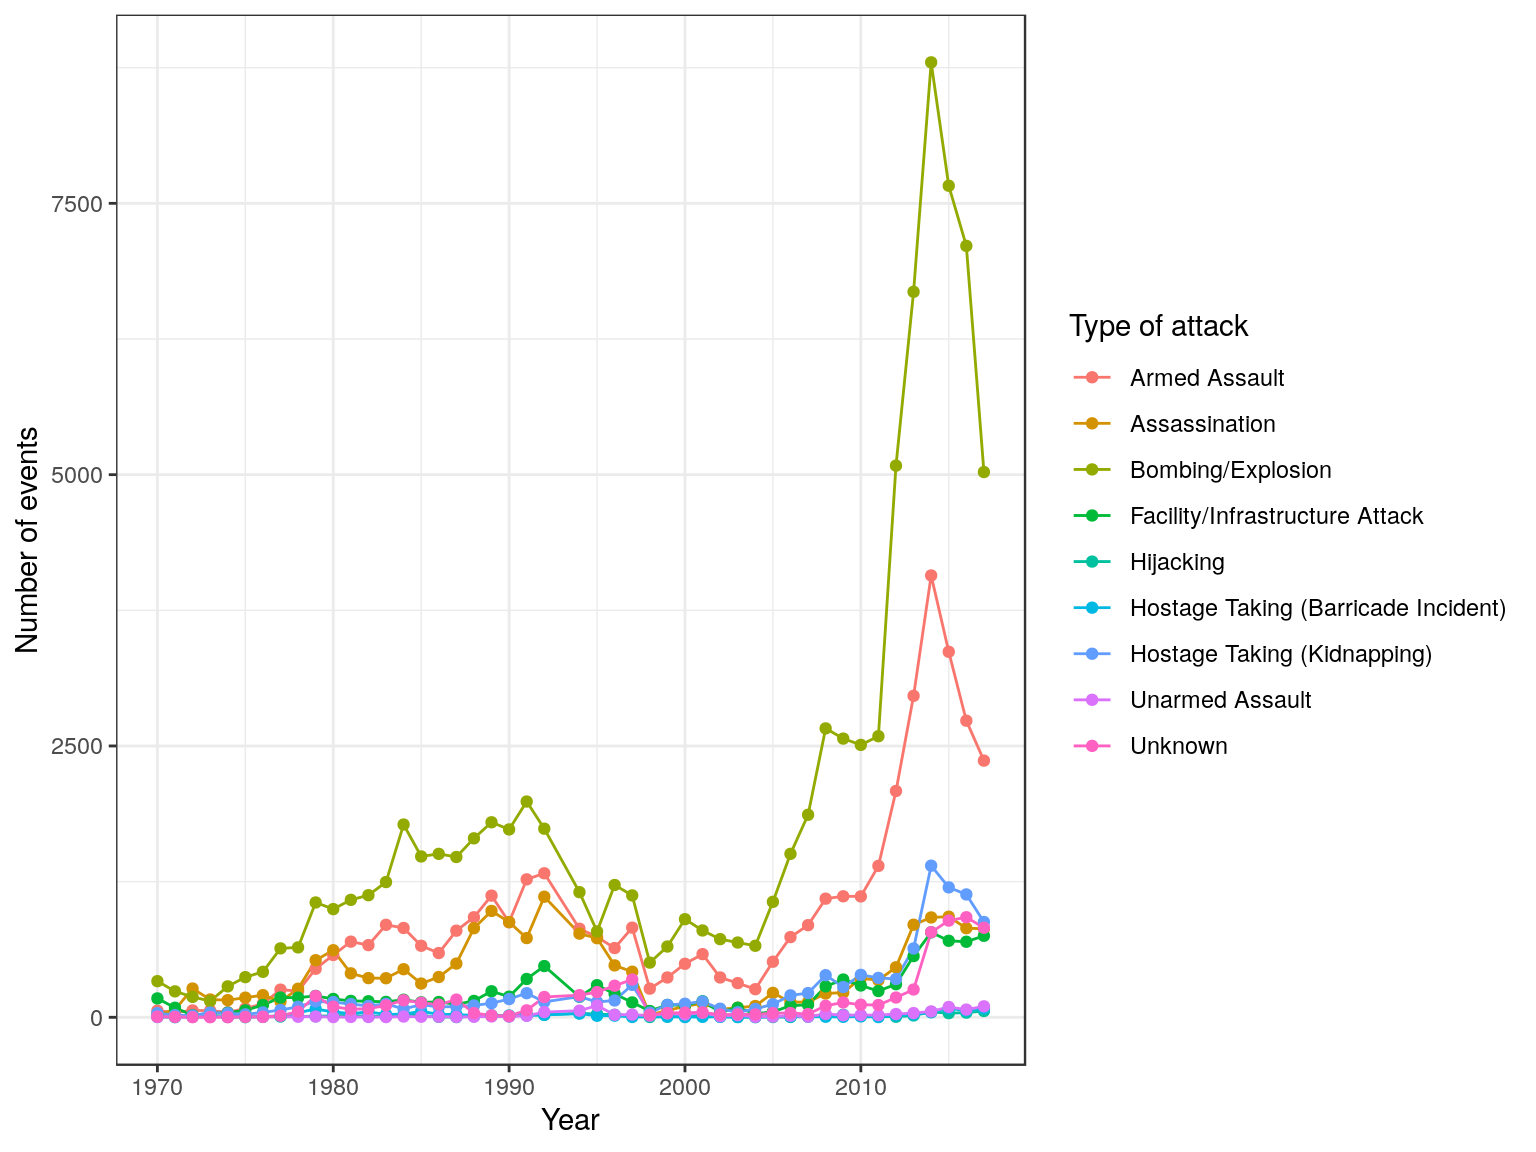 7500
5000
2500
0
Number of events
1970 1980 1990 2000 2010
Year
Type of attack
Armed Assault
Assassination
Bombing/Explosion
Facility/Infrastructure Attack
Hijacking
Hostage Taking (Barricade Incident)
Hostage Taking (Kidnapping)
Unarmed Assault
Unknown